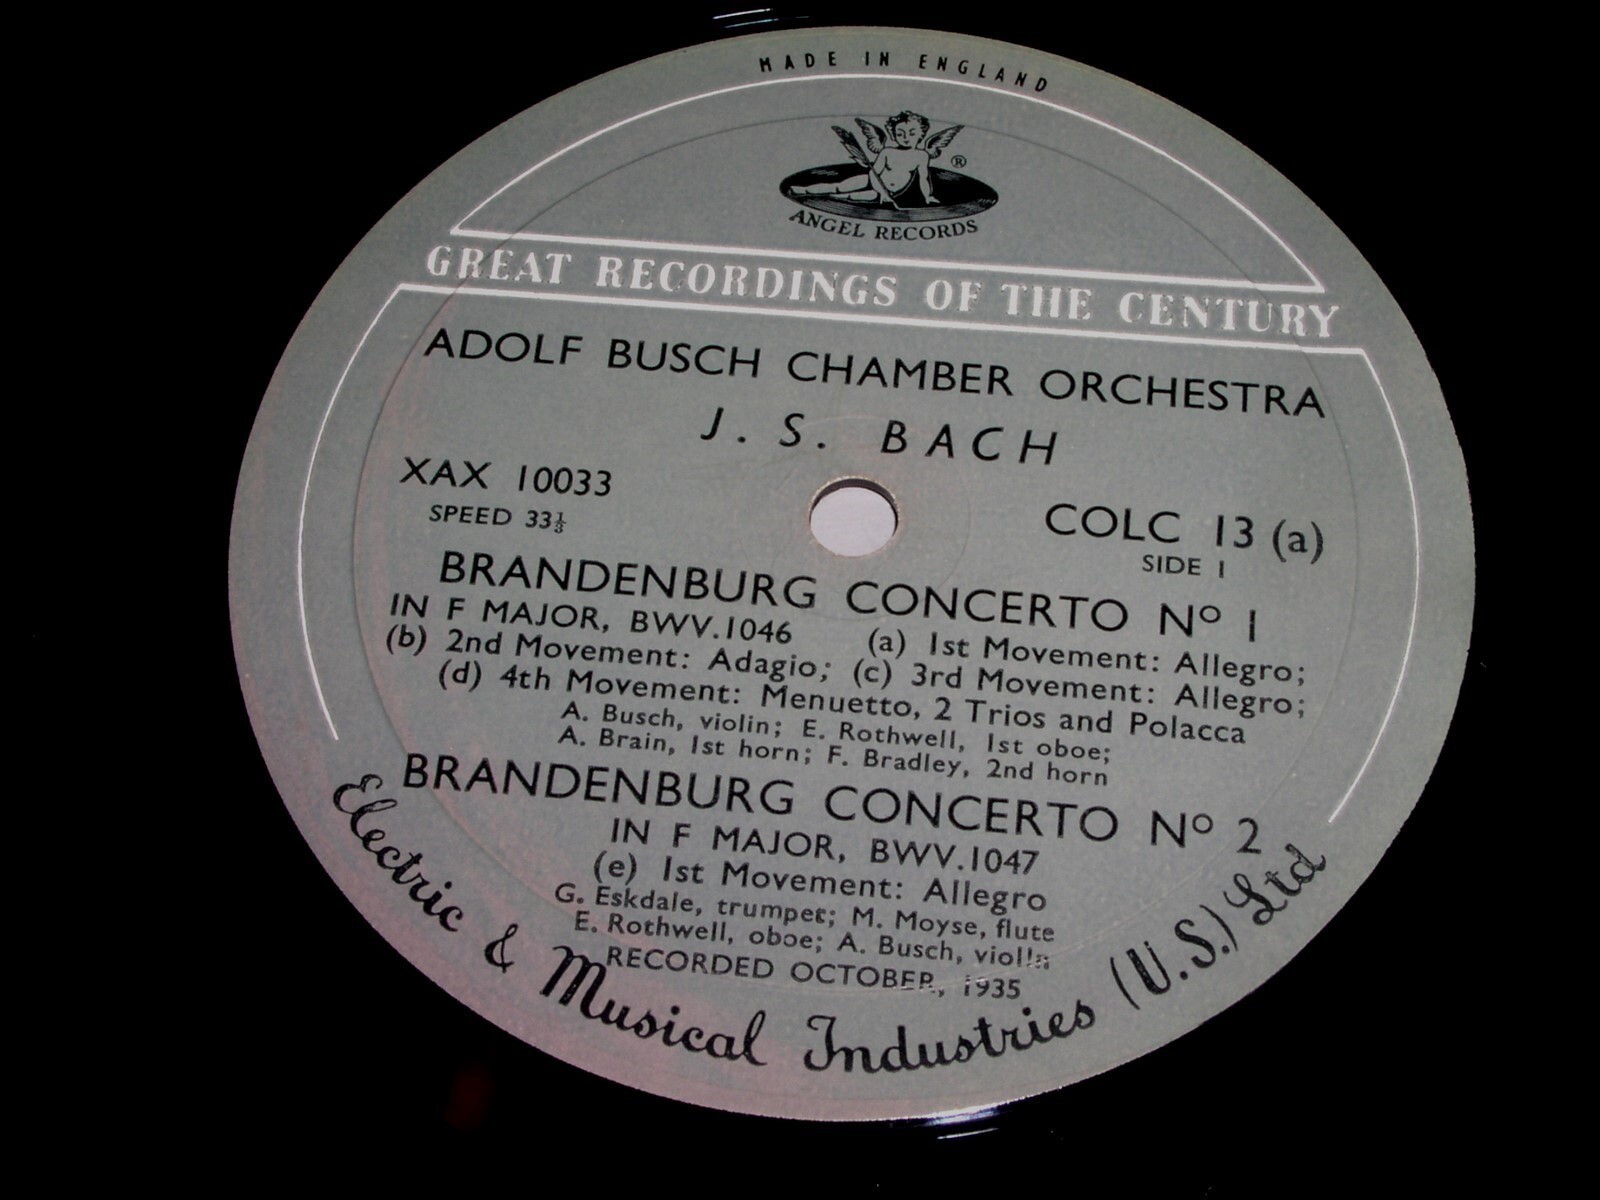 MADE IN ENGLAND
®
ANGEL RECORDS
GREAT RECORDINGS OF THE CENTURY
ADOLF BUSCH CHAMBER ORCHESTRA
J. S. BACH
XAX 10033
SPEED 33⅓
COLC 13 (a)
SIDE 1
BRANDENBURG CONCERTO Nº 1
IN F MAJOR, BWV.1046 (a) 1st Movement: Allegro;
(b) 2nd Movement: Adagio; (c) 3rd Movement: Allegro;
(d) 4th Movement: Menuetto, 2 Trios and Polacca
A. Busch, violin; E. Rothwell, 1st oboe;
A. Brain, 1st horn; F. Bradley, 2nd horn
BRANDENBURG CONCERTO Nº 2
IN F MAJOR, BWV.1047
(e) 1st Movement: Allegro
G. Eskdale, trumpet; M. Moyse, flute
E. Rothwell, oboe; A. Busch, violin
RECORDED OCTOBER, 1935
Electric & Musical Industries (U.S.) Ltd